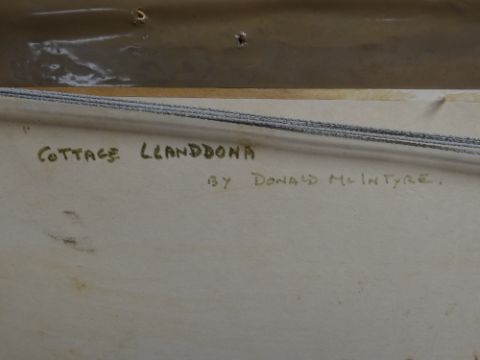 COTTAGE LLANDDONA
BY DONALD McINTYRE.